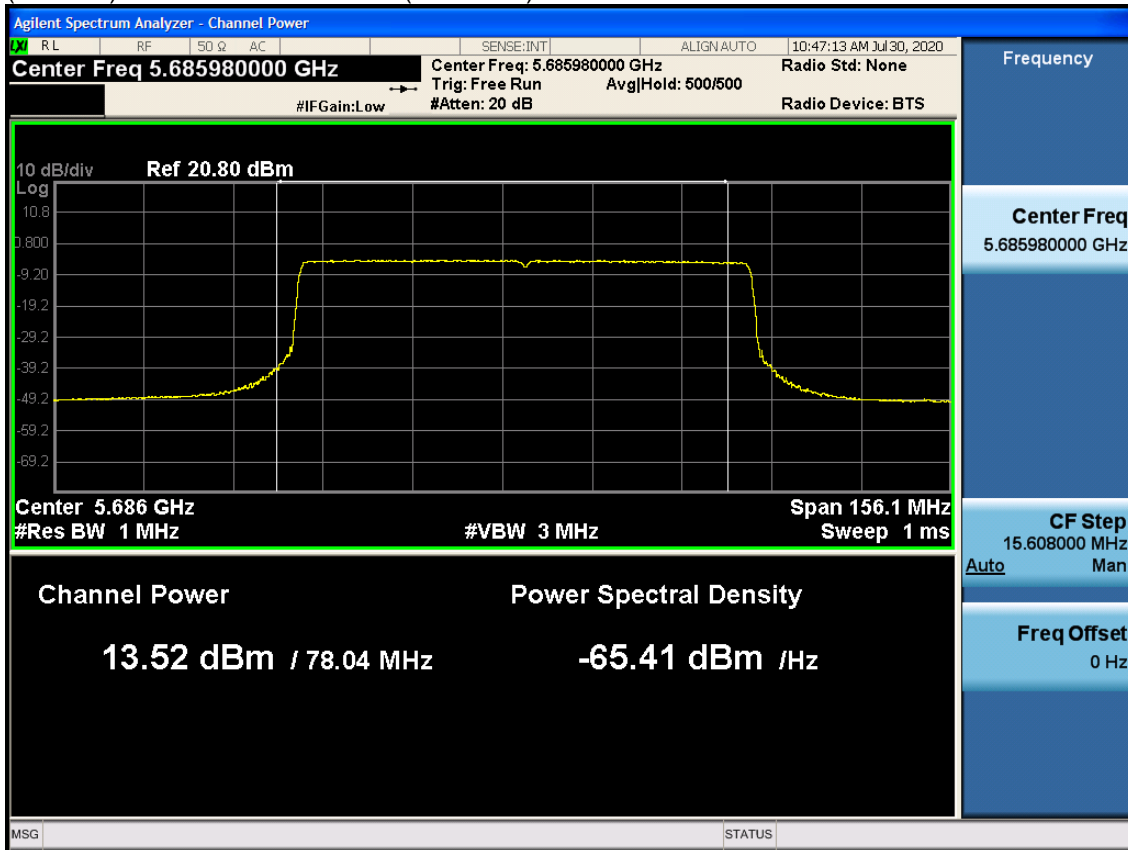 Agilent Spectrum Analyzer - Channel Power
LXI RL RF 50 Ω AC SENSE:INT ALIGN AUTO 10:47:13 AM Jul 30, 2020
Center Freq 5.685980000 GHz
Center Freq: 5.685980000 GHz Radio Std: None
Trig: Free Run Avg|Hold: 500/500
#IFGain:Low #Atten: 20 dB Radio Device: BTS
10 dB/div Ref 20.80 dBm
Log
10.8
0.800
-9.20
-19.2
-29.2
-39.2
-49.2
-59.2
-69.2
Center 5.686 GHz Span 156.1 MHz
#Res BW 1 MHz #VBW 3 MHz Sweep 1 ms
Channel Power Power Spectral Density
13.52 dBm / 78.04 MHz -65.41 dBm /Hz
MSG STATUS
Frequency
Center Freq
5.685980000 GHz
CF Step
15.608000 MHz
Auto Man
Freq Offset
0 Hz